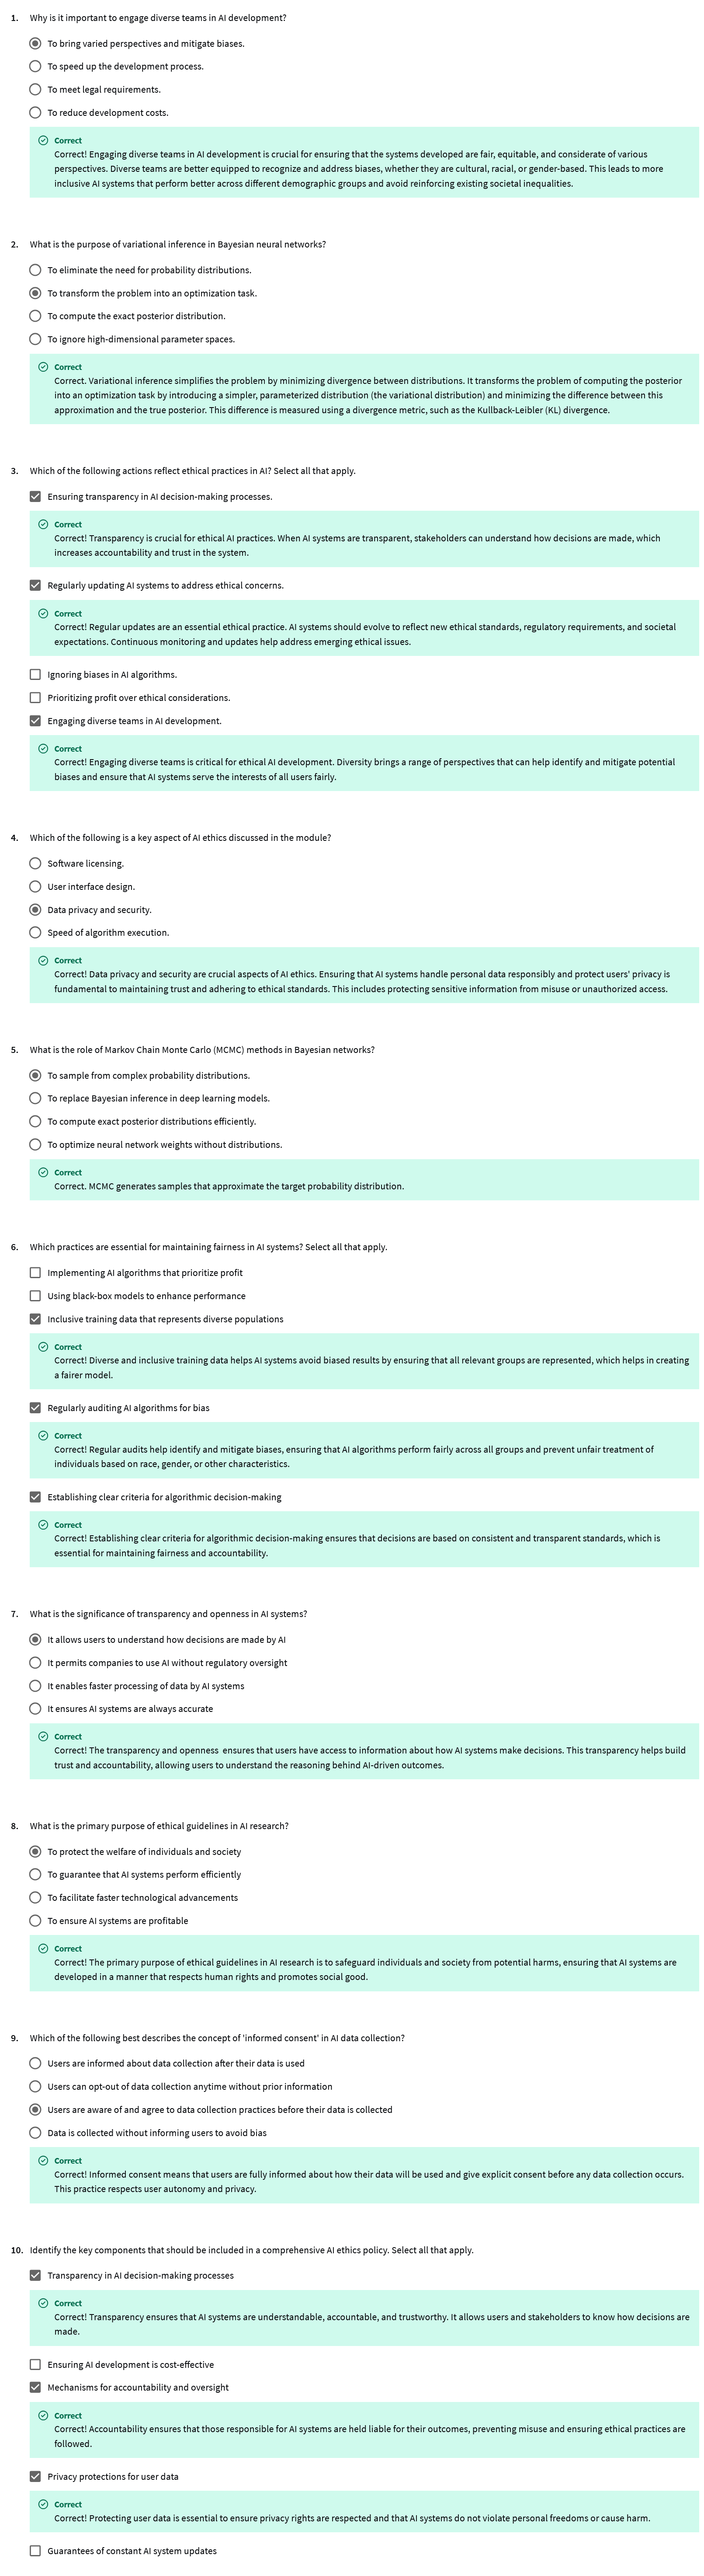 1. Why is it important to engage diverse teams in AI development?
To bring varied perspectives and mitigate biases.
To speed up the development process.
To meet legal requirements.
To reduce development costs.
Correct
Correct! Engaging diverse teams in AI development is crucial for ensuring that the systems developed are fair, equitable, and considerate of various
perspectives. Diverse teams are better equipped to recognize and address biases, whether they are cultural, racial, or gender-based. This leads to more
inclusive AI systems that perform better across different demographic groups and avoid reinforcing existing societal inequalities.
2. What is the purpose of variational inference in Bayesian neural networks?
To eliminate the need for probability distributions.
To transform the problem into an optimization task.
To compute the exact posterior distribution.
To ignore high-dimensional parameter spaces.
Correct
Correct. Variational inference simplifies the problem by minimizing divergence between distributions. It transforms the problem of computing the posterior
into an optimization task by introducing a simpler, parameterized distribution (the variational distribution) and minimizing the difference between this
approximation and the true posterior. This difference is measured using a divergence metric, such as the Kullback-Leibler (KL) divergence.
3. Which of the following actions reflect ethical practices in AI? Select all that apply.
Ensuring transparency in AI decision-making processes.
Correct
Correct! Transparency is crucial for ethical AI practices. When AI systems are transparent, stakeholders can understand how decisions are made, which
increases accountability and trust in the system.
Regularly updating AI systems to address ethical concerns.
Correct
Correct! Regular updates are an essential ethical practice. AI systems should evolve to reflect new ethical standards, regulatory requirements, and societal
expectations. Continuous monitoring and updates help address emerging ethical issues.
Ignoring biases in AI algorithms.
Prioritizing profit over ethical considerations.
Engaging diverse teams in AI development.
Correct
Correct! Engaging diverse teams is critical for ethical AI development. Diversity brings a range of perspectives that can help identify and mitigate potential
biases and ensure that AI systems serve the interests of all users fairly.
4. Which of the following is a key aspect of AI ethics discussed in the module?
Software licensing.
User interface design.
Data privacy and security.
Speed of algorithm execution.
Correct
Correct! Data privacy and security are crucial aspects of AI ethics. Ensuring that AI systems handle personal data responsibly and protect users' privacy is
fundamental to maintaining trust and adhering to ethical standards. This includes protecting sensitive information from misuse or unauthorized access.
5. What is the role of Markov Chain Monte Carlo (MCMC) methods in Bayesian networks?
To sample from complex probability distributions.
To replace Bayesian inference in deep learning models.
To compute exact posterior distributions efficiently.
To optimize neural network weights without distributions.
Correct
Correct. MCMC generates samples that approximate the target probability distribution.
6. Which practices are essential for maintaining fairness in AI systems? Select all that apply.
Implementing AI algorithms that prioritize profit
Using black-box models to enhance performance
Inclusive training data that represents diverse populations
Correct
Correct! Diverse and inclusive training data helps AI systems avoid biased results by ensuring that all relevant groups are represented, which helps in creating
a fairer model.
Regularly auditing AI algorithms for bias
Correct
Correct! Regular audits help identify and mitigate biases, ensuring that AI algorithms perform fairly across all groups and prevent unfair treatment of
individuals based on race, gender, or other characteristics.
Establishing clear criteria for algorithmic decision-making
Correct
Correct! Establishing clear criteria for algorithmic decision-making ensures that decisions are based on consistent and transparent standards, which is
essential for maintaining fairness and accountability.
7. What is the significance of transparency and openness in AI systems?
It allows users to understand how decisions are made by AI
It permits companies to use AI without regulatory oversight
It enables faster processing of data by AI systems
It ensures AI systems are always accurate
Correct
Correct! The transparency and openness ensures that users have access to information about how AI systems make decisions. This transparency helps build
trust and accountability, allowing users to understand the reasoning behind AI-driven outcomes.
8. What is the primary purpose of ethical guidelines in AI research?
To protect the welfare of individuals and society
To guarantee that AI systems perform efficiently
To facilitate faster technological advancements
To ensure AI systems are profitable
Correct
Correct! The primary purpose of ethical guidelines in AI research is to safeguard individuals and society from potential harms, ensuring that AI systems are
developed in a manner that respects human rights and promotes social good.
9. Which of the following best describes the concept of 'informed consent' in AI data collection?
Users are informed about data collection after their data is used
Users can opt-out of data collection anytime without prior information
Users are aware of and agree to data collection practices before their data is collected
Data is collected without informing users to avoid bias
Correct
Correct! Informed consent means that users are fully informed about how their data will be used and give explicit consent before any data collection occurs.
This practice respects user autonomy and privacy.
10. Identify the key components that should be included in a comprehensive AI ethics policy. Select all that apply.
Transparency in AI decision-making processes
Correct
Correct! Transparency ensures that AI systems are understandable, accountable, and trustworthy. It allows users and stakeholders to know how decisions are
made.
Ensuring AI development is cost-effective
Mechanisms for accountability and oversight
Correct
Correct! Accountability ensures that those responsible for AI systems are held liable for their outcomes, preventing misuse and ensuring ethical practices are
followed.
Privacy protections for user data
Correct
Correct! Protecting user data is essential to ensure privacy rights are respected and that AI systems do not violate personal freedoms or cause harm.
Guarantees of constant AI system updates